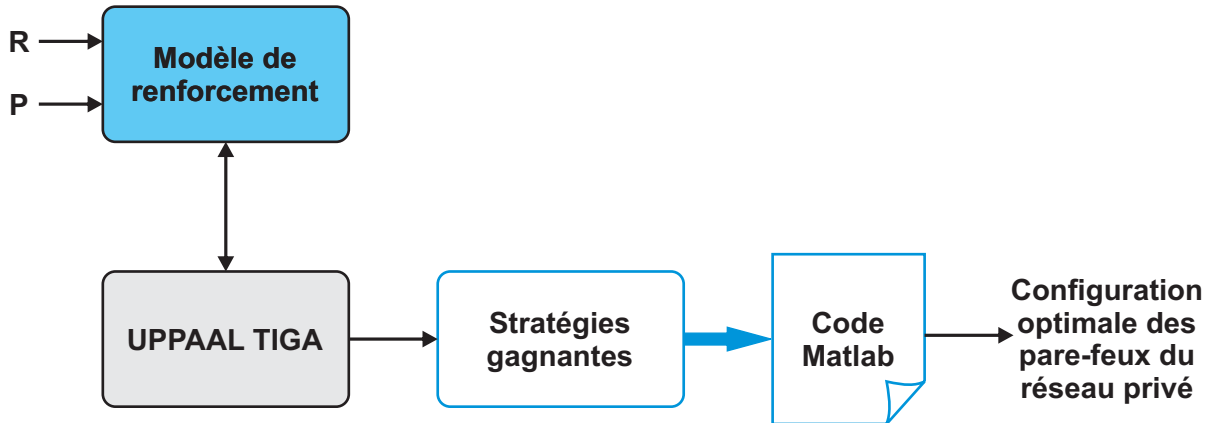 R
P
Modèle de
renforcement
UPPAAL TIGA
Stratégies
gagnantes
Code
Matlab
Configuration
optimale des
pare-feux du
réseau privé